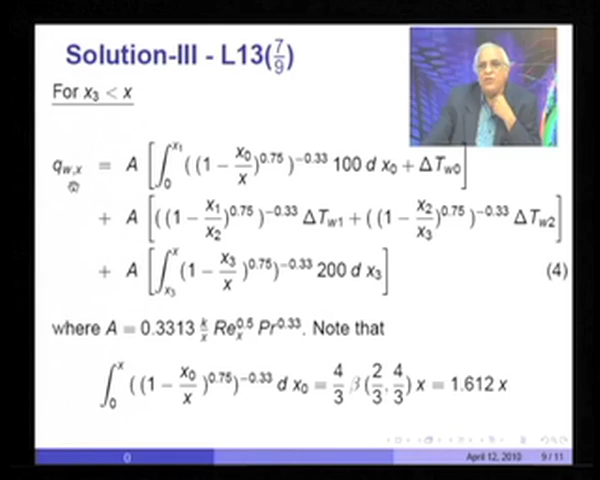 Solution-III - L13(7/9)
For x₃ < x
q_{w,x} = A [∫₀^{x₁} ((1 − x₀/x)^{0.75})^{−0.33} 100 d x₀ + ΔT_{w0}]
+ A [((1 − x₁/x₂)^{0.75})^{−0.33} ΔT_{w1} + ((1 − x₂/x₃)^{0.75})^{−0.33} ΔT_{w2}]
+ A [∫_{x₃}^{x} (1 − x₃/x)^{0.75})^{−0.33} 200 d x₃] (4)
where A = 0.3313 k/x Re_x^{0.5} Pr^{0.33}. Note that
∫₀^{x} ((1 − x₀/x)^{0.75})^{−0.33} d x₀ = 4/3 β(2/3, 4/3) x = 1.612 x
() April 12, 2010 9 / 11